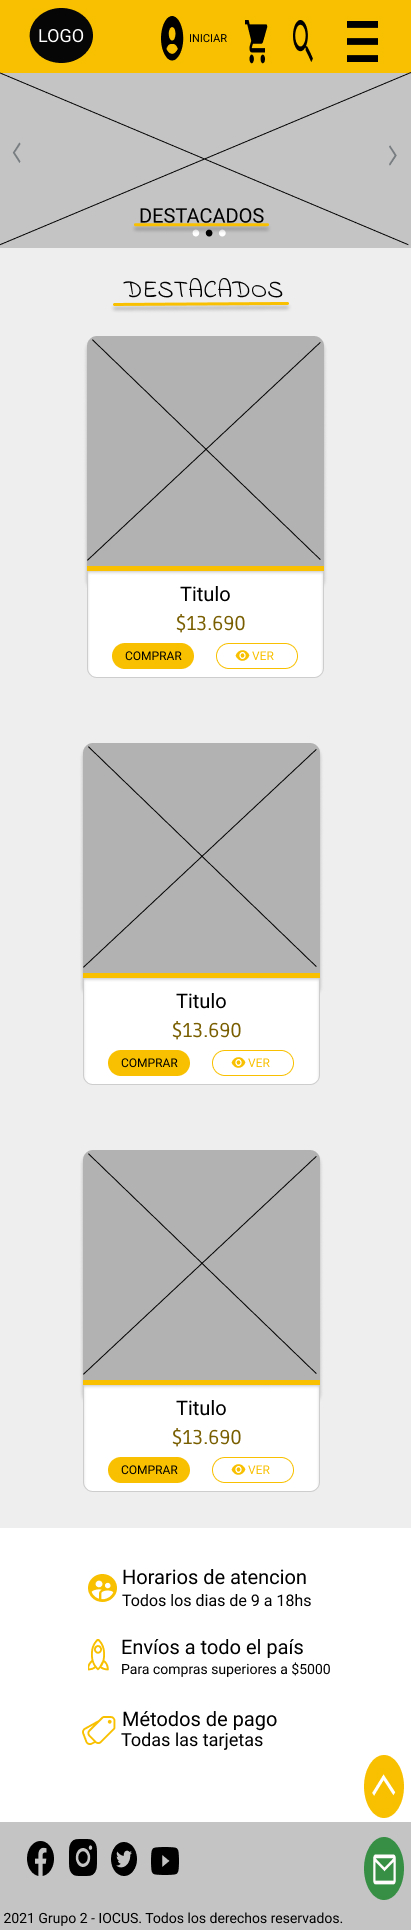 LOGO
INICIAR
DESTACADOS
DESTACADOS
Titulo
$13.690
COMPRAR
VER
Titulo
$13.690
COMPRAR
VER
Titulo
$13.690
COMPRAR
VER
Horarios de atencion
Todos los dias de 9 a 18hs
Envíos a todo el país
Para compras superiores a $5000
Métodos de pago
Todas las tarjetas
2021 Grupo 2 - IOCUS. Todos los derechos reservados.